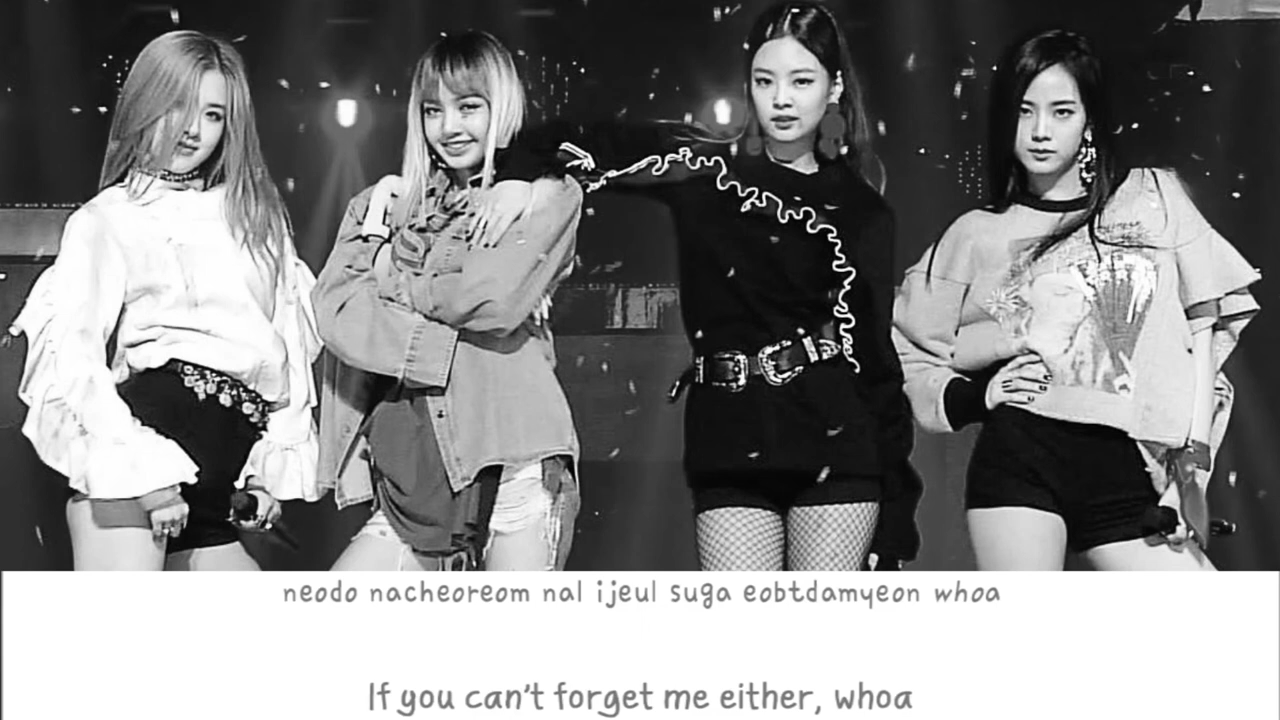 neodo nacheoreom nal ijeul suga eobtdamyeon whoa
If you can't forget me either, whoa